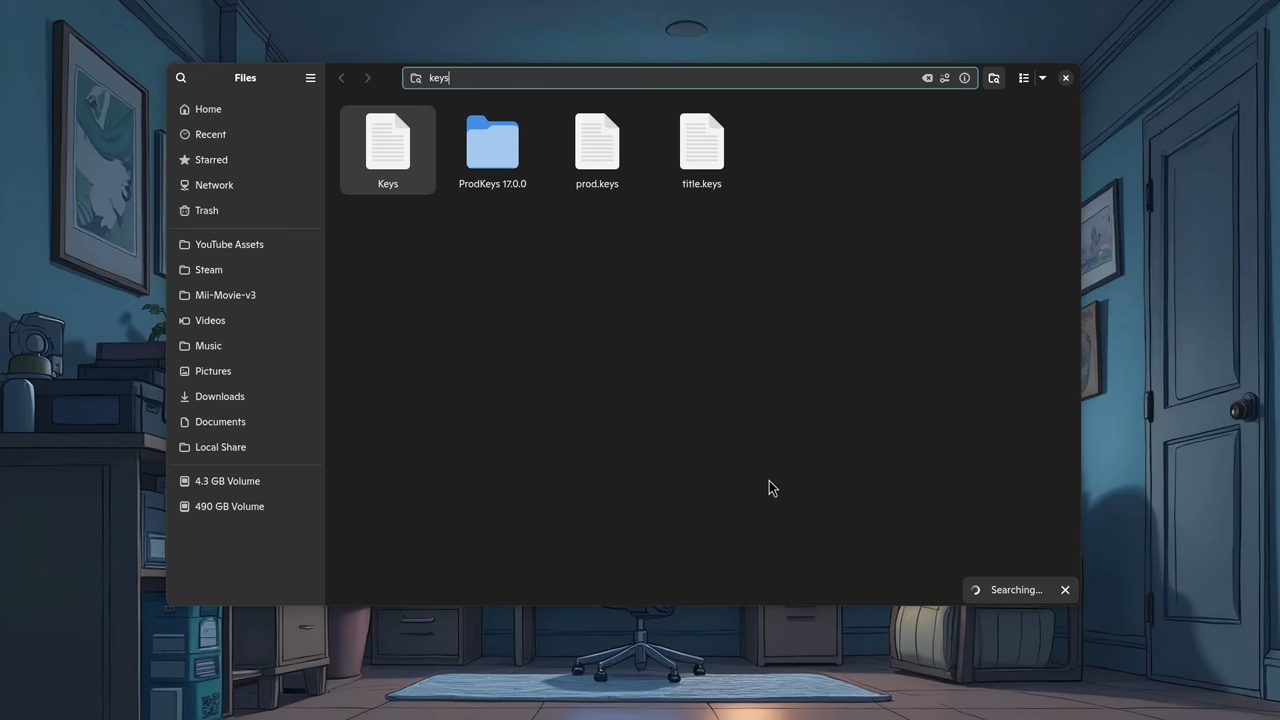 Files
keys
Home
Recent
Starred
Network
Trash
YouTube Assets
Steam
Mii-Movie-v3
Videos
Music
Pictures
Downloads
Documents
Local Share
4.3 GB Volume
490 GB Volume
Keys
ProdKeys 17.0.0
prod.keys
title.keys
Searching...